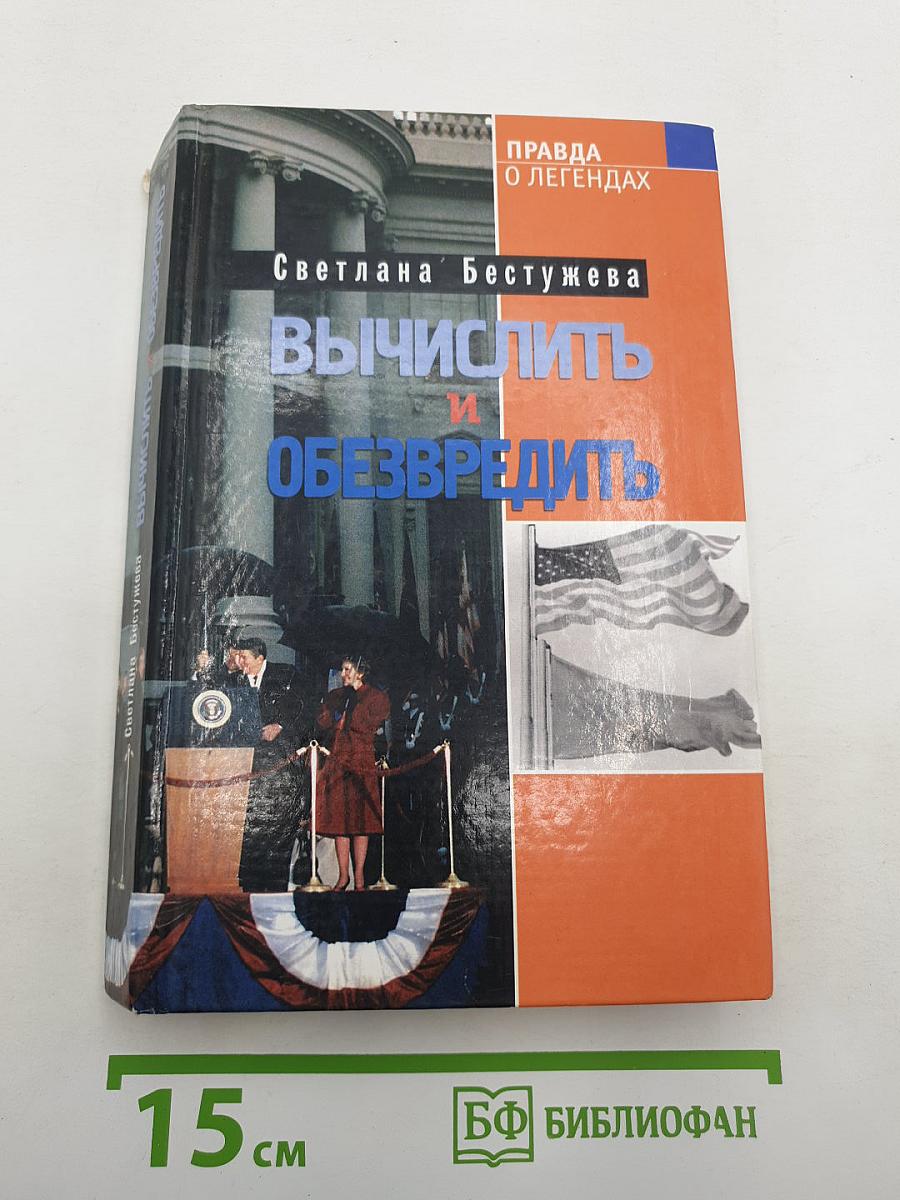 ПРАВДА
О ЛЕГЕНДАХ
Светлана Бестужева
ВЫЧИСЛИТЬ
и
ОБЕЗВРЕДИТЬ
Светлана Бестужева ВЫЧИСЛИТЬ и ОБЕЗВРЕДИТЬ
15 см
БФ БИБЛИОФАН